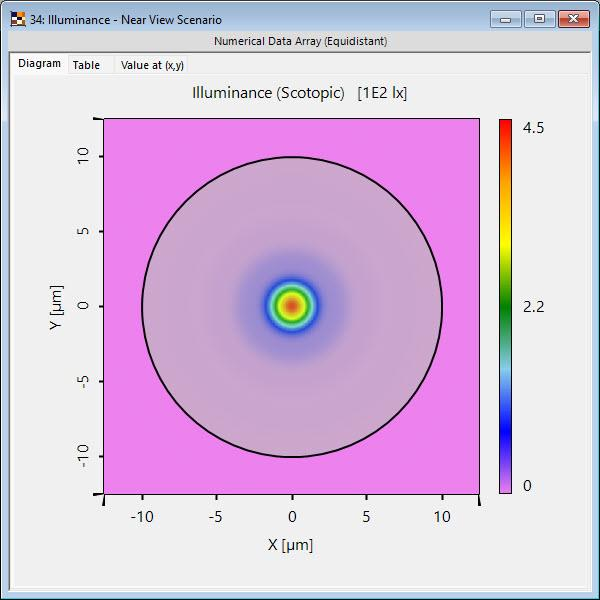 34: Illuminance - Near View Scenario
Numerical Data Array (Equidistant)
Diagram Table Value at (x,y)
Illuminance (Scotopic) [1E2 lx]
4.5
10
5
2.2
Y [µm]
0
-5
-10
0
-10 -5 0 5 10
X [µm]